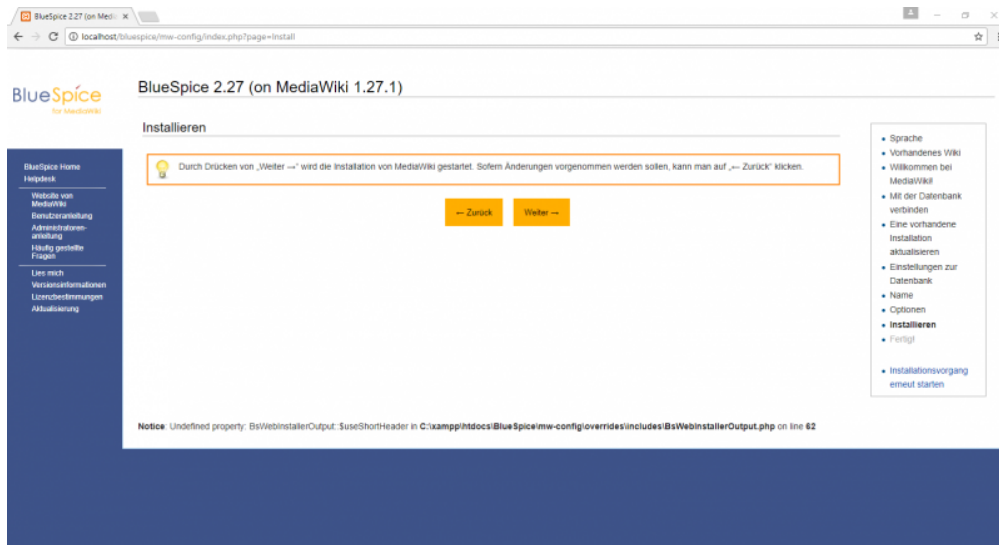 BlueSpice 2.27 (on Medi
localhost/bluespice/mw-config/index.php?page=Install
BlueSpice
for MediaWiki
BlueSpice 2.27 (on MediaWiki 1.27.1)
Installieren
Durch Drücken von „Weiter →“ wird die Installation von MediaWiki gestartet. Sofern Änderungen vorgenommen werden sollen, kann man auf „← Zurück“ klicken.
← Zurück
Weiter →
BlueSpice Home
Helpdesk
Website von
MediaWiki
Benutzeranleitung
Administratoren-
anleitung
Häufig gestellte
Fragen
Lies mich
Versionsinformationen
Lizenzbestimmungen
Aktualisierung
Sprache
Vorhandenes Wiki
Willkommen bei
MediaWiki!
Mit der Datenbank
verbinden
Eine vorhandene
Installation
aktualisieren
Einstellungen zur
Datenbank
Name
Optionen
Installieren
Fertig!
Installationsvorgang
erneut starten
Notice: Undefined property: BsWebInstallerOutput::$useShortHeader in C:\xampp\htdocs\BlueSpice\mw-config\overrides\includes\BsWebInstallerOutput.php on line 62